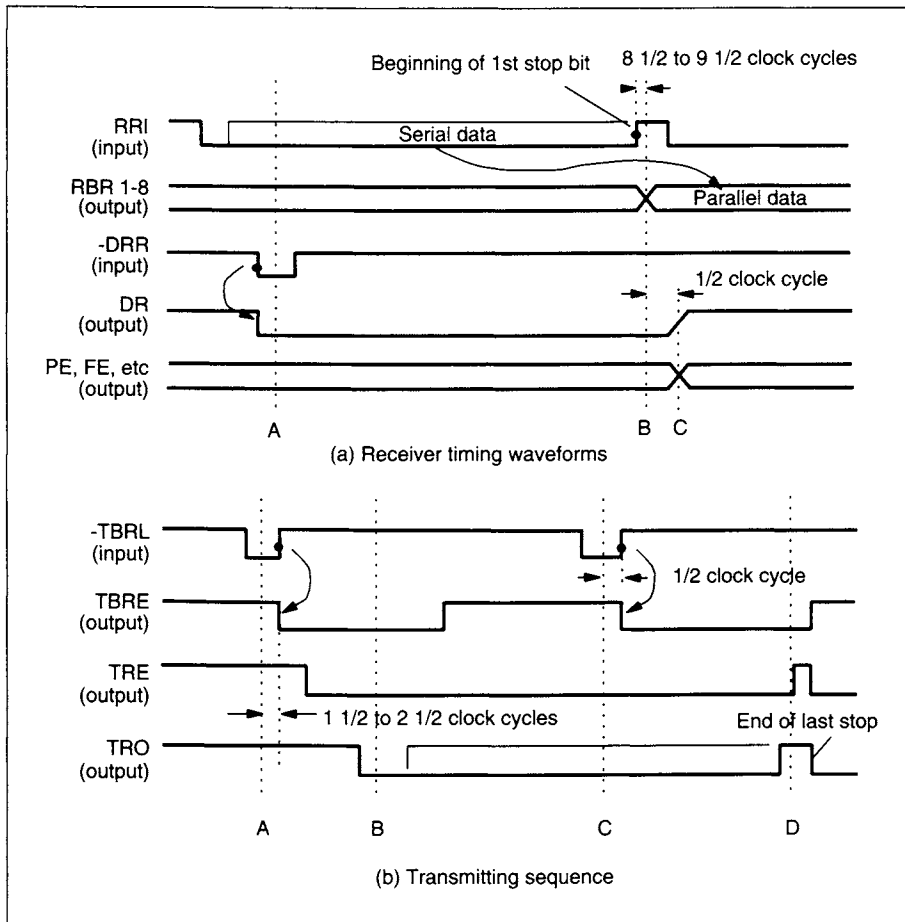 8 1/2 to 9 1/2 clock cycles
Beginning of 1st stop bit
RRI
(input)
Serial data
RBR 1-8
(output)
Parallel data
-DRR
(input)
1/2 clock cycle
DR
(output)
PE, FE, etc
(output)
A
B
C
(a) Receiver timing waveforms
-TBRL
(input)
1/2 clock cycle
TBRE
(output)
TRE
(output)
1 1/2 to 2 1/2 clock cycles
End of last stop
TRO
(output)
A
B
C
D
(b) Transmitting sequence